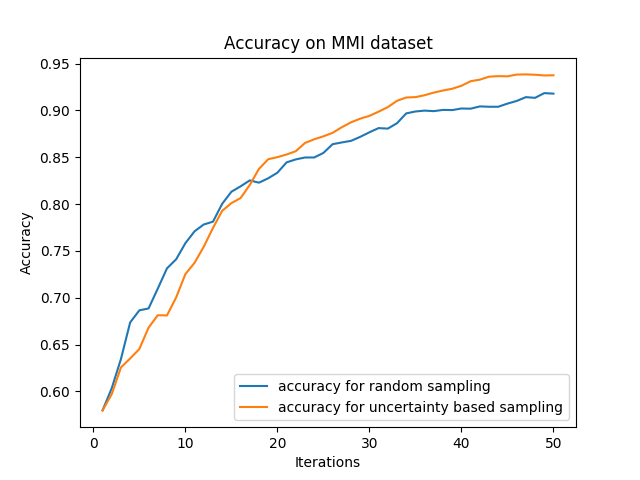 Accuracy on MMI dataset
0.95
0.90
0.85
0.80
0.75
0.70
0.65
0.60
Accuracy
0 10 20 30 40 50
Iterations
accuracy for random sampling
accuracy for uncertainty based sampling